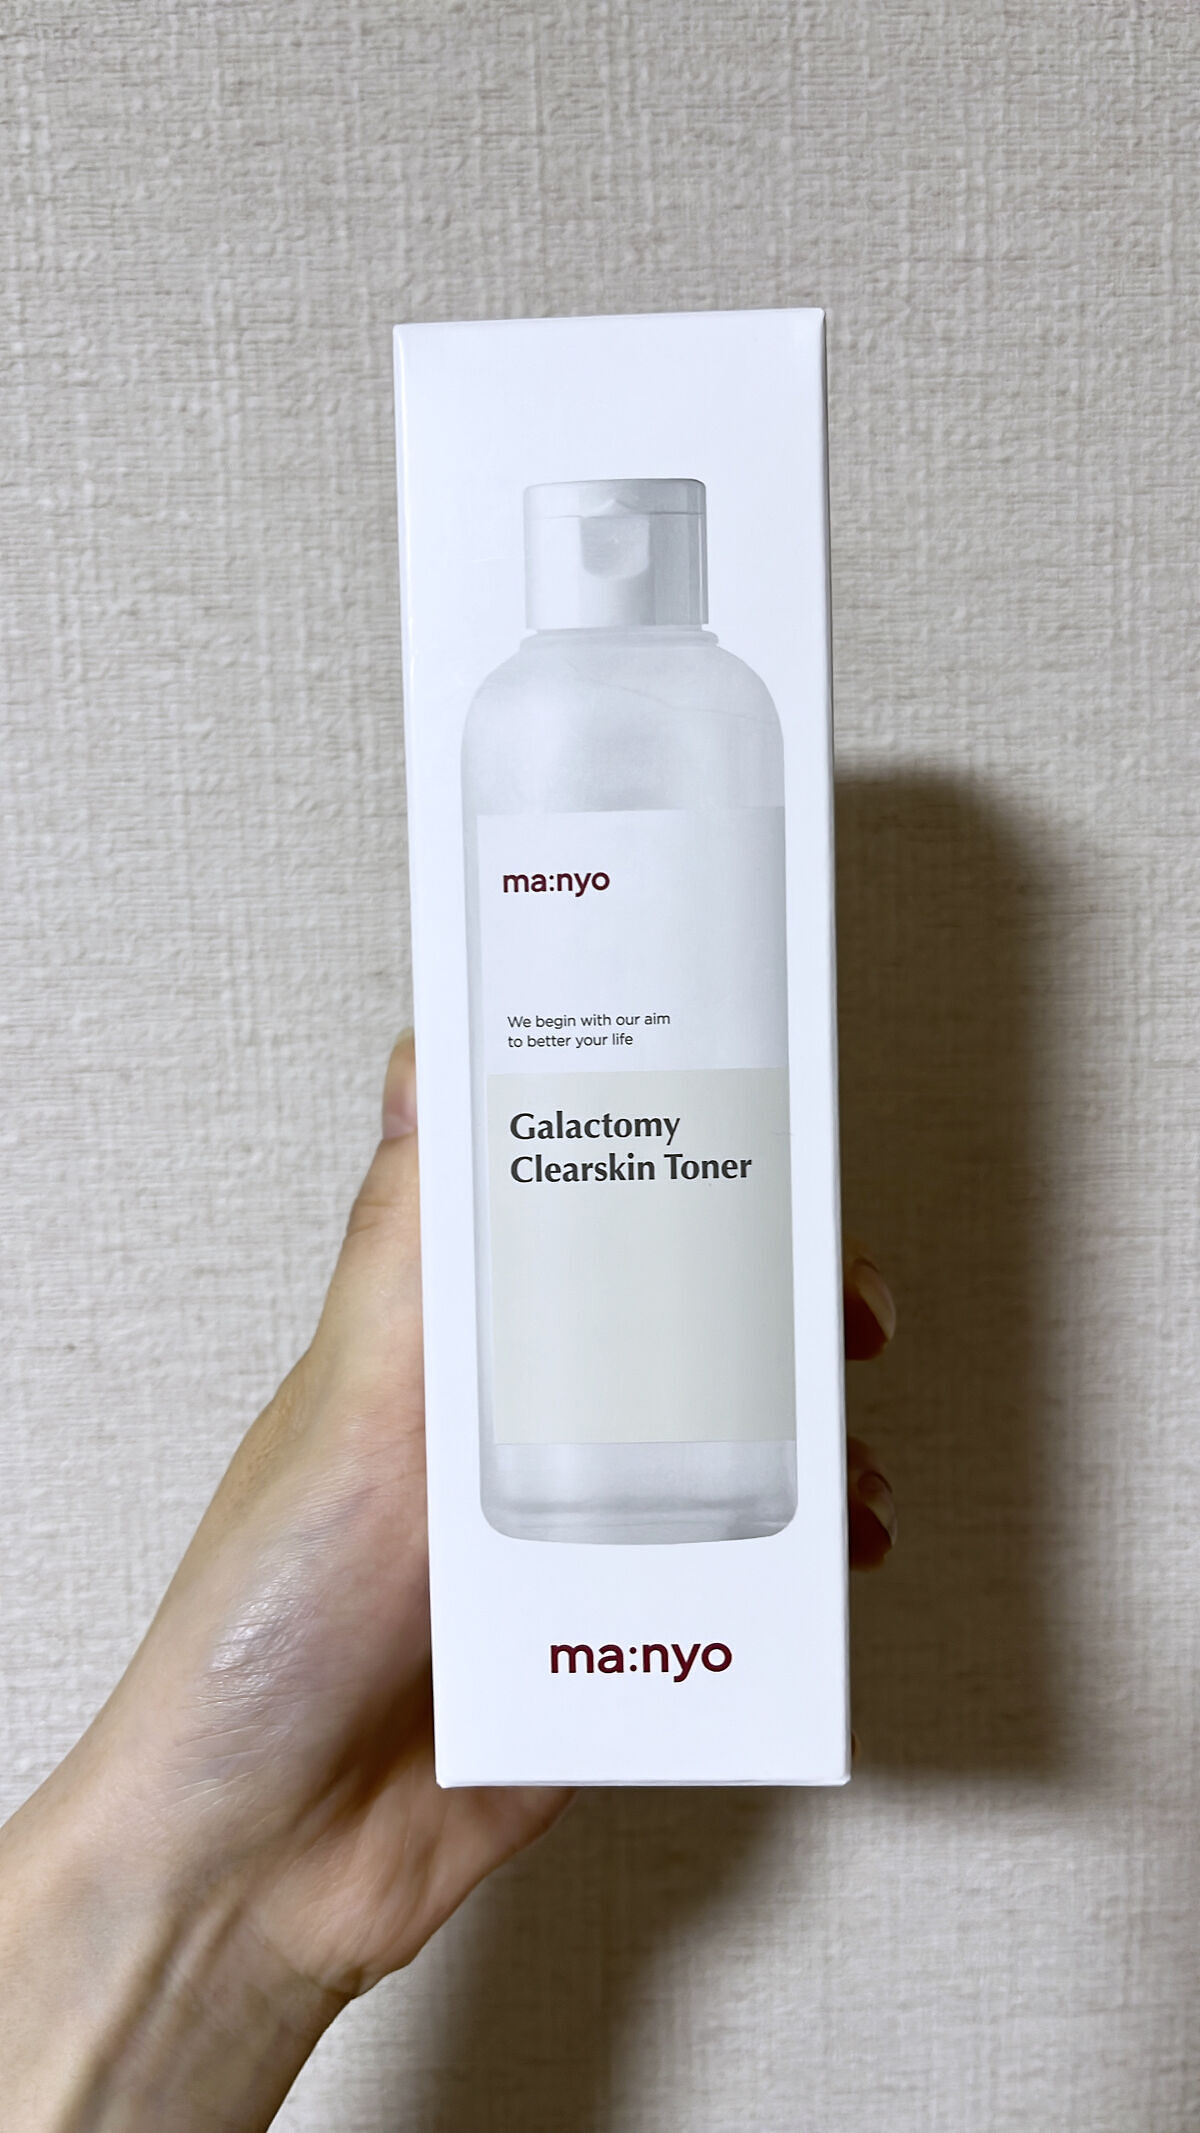 ma:nyo
We begin with our aim
to better your life
Galactomy
Clearskin Toner
ma:nyo